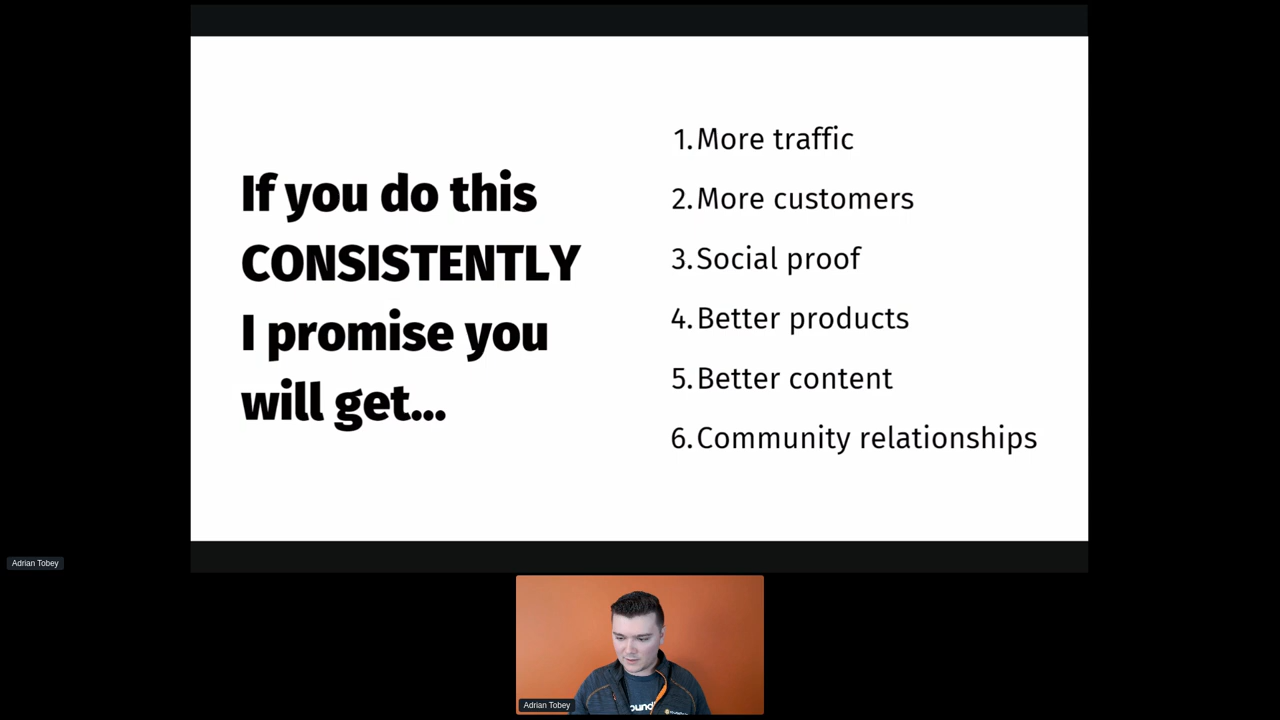 If you do this
CONSISTENTLY
I promise you
will get...
1. More traffic
2. More customers
3. Social proof
4. Better products
5. Better content
6. Community relationships
Adrian Tobey
Adrian Tobey